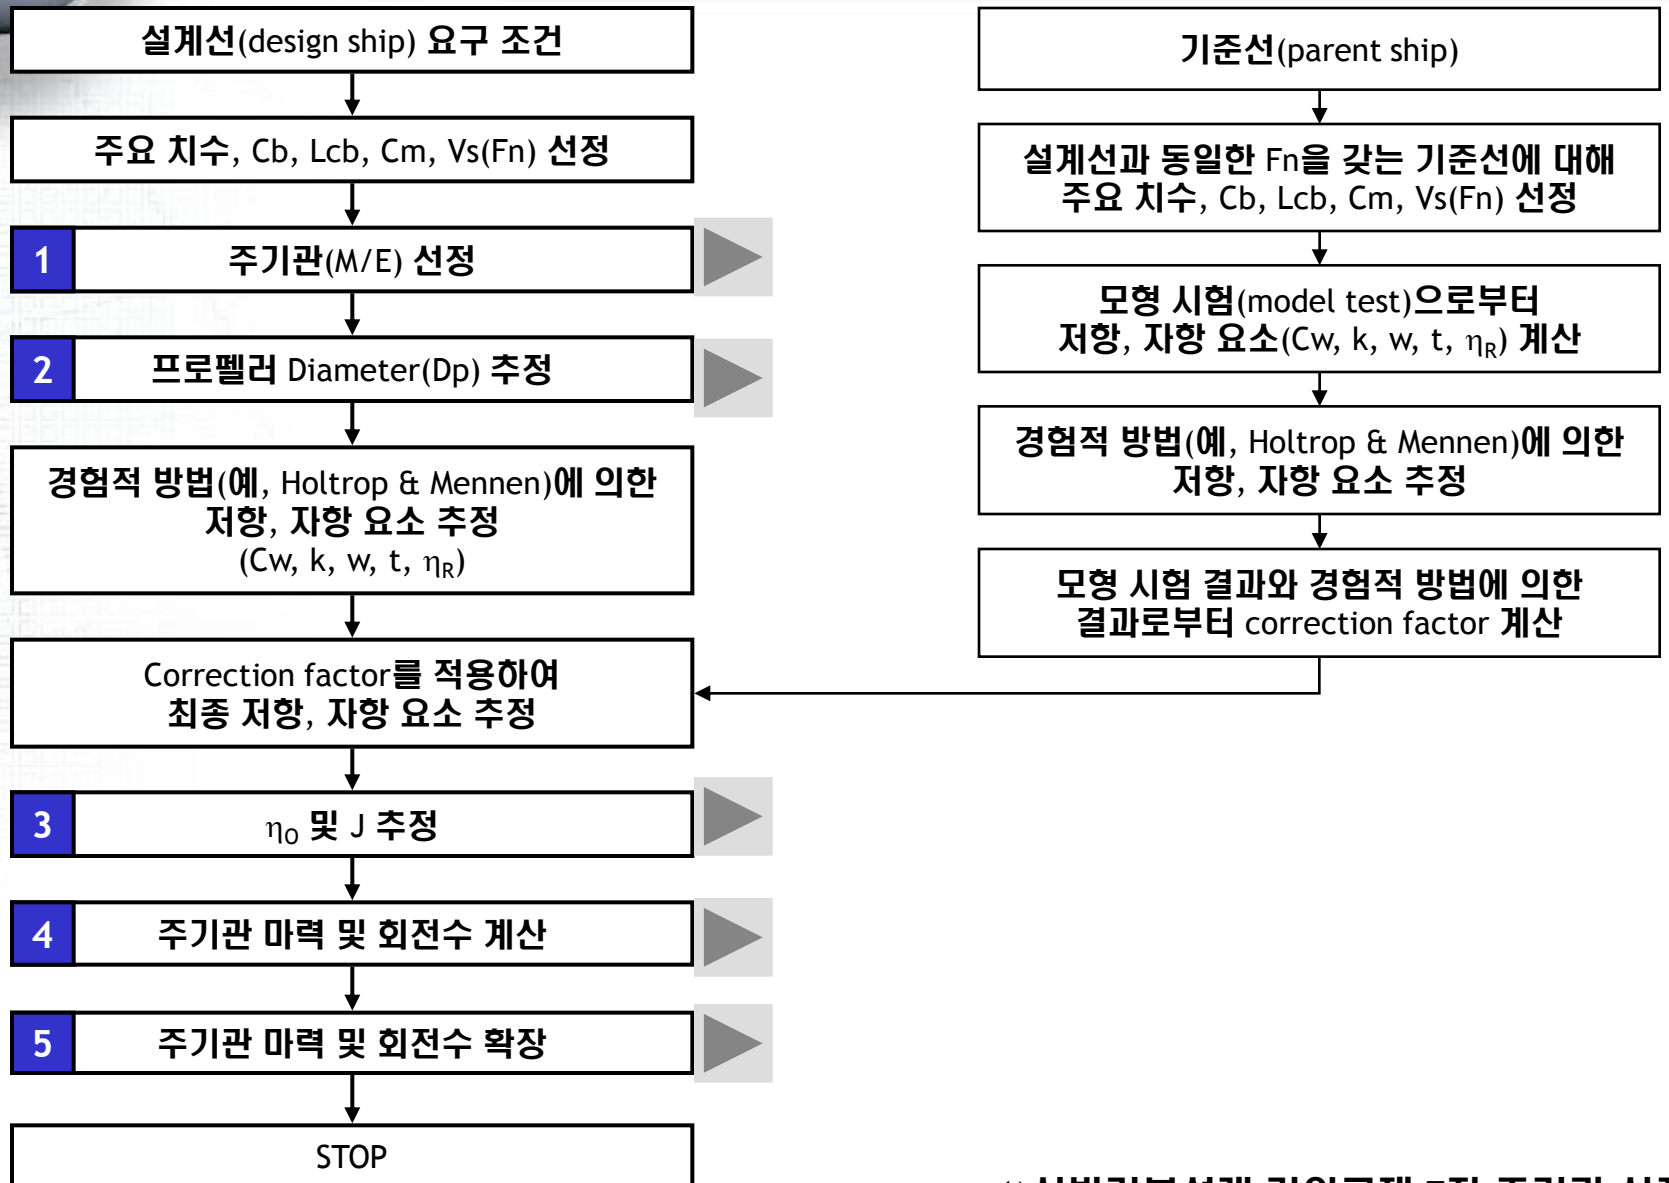 설계선(design ship) 요구 조건
주요 치수, Cb, Lcb, Cm, Vs(Fn) 선정
1
주기관(M/E) 선정
2
프로펠러 Diameter(Dp) 추정
경험적 방법(예, Holtrop & Mennen)에 의한
저항, 자항 요소 추정
(Cw, k, w, t, ηR)
Correction factor를 적용하여
최종 저항, 자항 요소 추정
3
ηO 및 J 추정
4
주기관 마력 및 회전수 계산
5
주기관 마력 및 회전수 확장
STOP
기준선(parent ship)
설계선과 동일한 Fn을 갖는 기준선에 대해
주요 치수, Cb, Lcb, Cm, Vs(Fn) 선정
모형 시험(model test)으로부터
저항, 자항 요소(Cw, k, w, t, ηR) 계산
경험적 방법(예, Holtrop & Mennen)에 의한
저항, 자항 요소 추정
모형 시험 결과와 경험적 방법에 의한
결과로부터 correction factor 계산